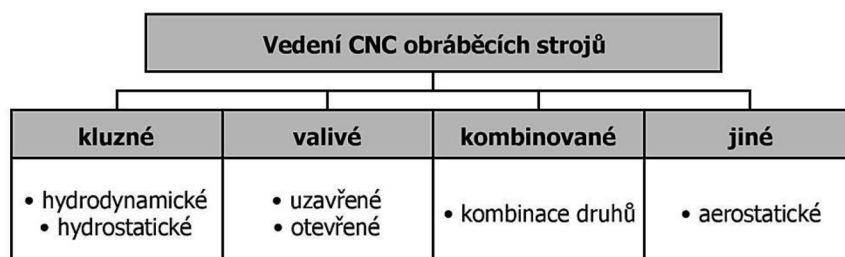 Vedení CNC obráběcích strojů
kluzné
valivé
kombinované
jiné
• hydrodynamické
• hydrostatické
• uzavřené
• otevřené
• kombinace druhů
• aerostatické